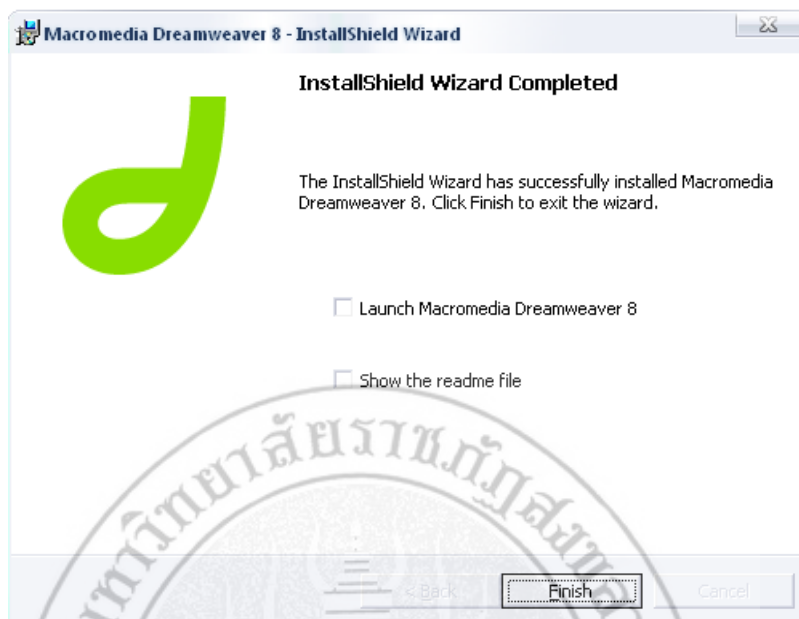 Macromedia Dreamweaver 8 - InstallShield Wizard
InstallShield Wizard Completed
The InstallShield Wizard has successfully installed Macromedia
Dreamweaver 8. Click Finish to exit the wizard.
Launch Macromedia Dreamweaver 8
Show the readme file
< Back
Finish
Cancel